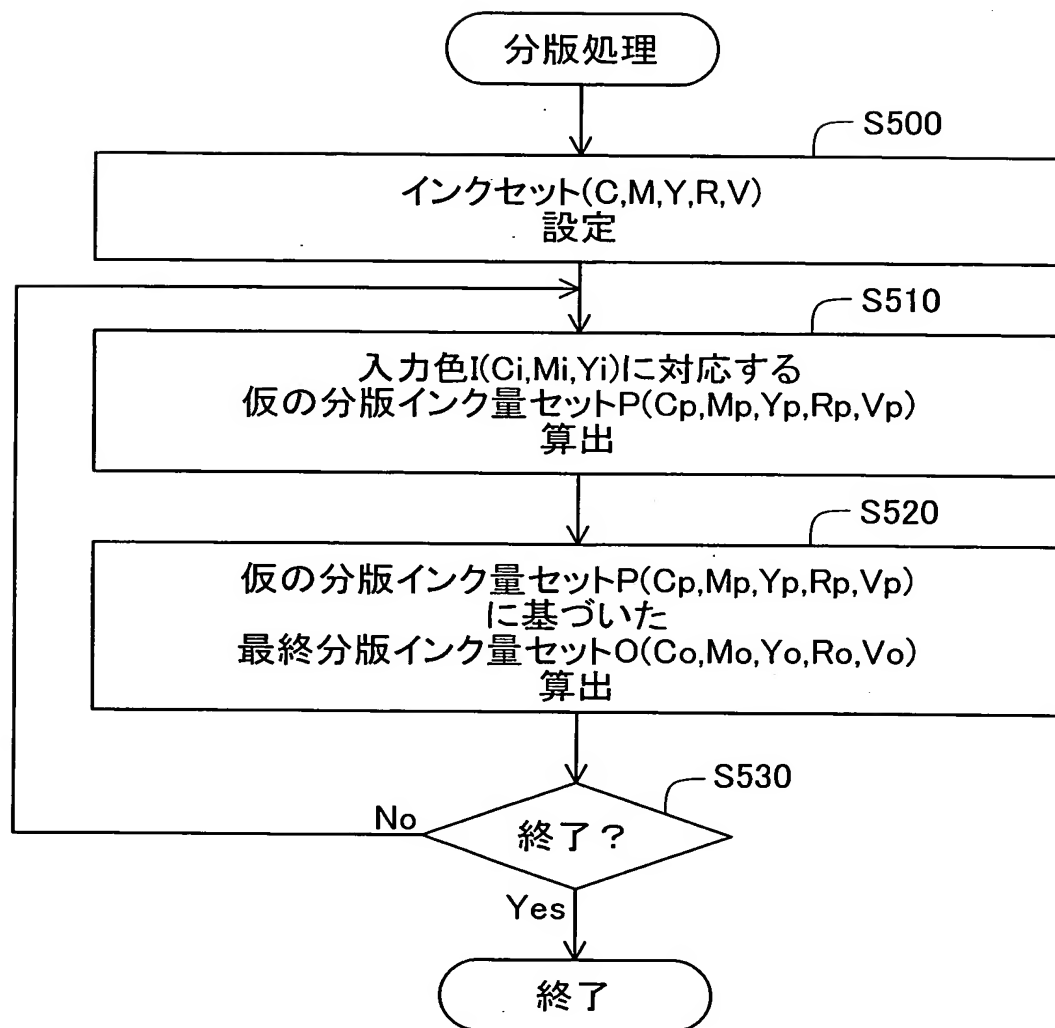 分版処理
S500
インクセット(C,M,Y,R,V)
設定
S510
入力色I(Ci,Mi,Yi)に対応する
仮の分版インク量セットP(Cp,Mp,Yp,Rp,Vp)
算出
S520
仮の分版インク量セットP(Cp,Mp,Yp,Rp,Vp)
に基づいた
最終分版インク量セットO(Co,Mo,Yo,Ro,Vo)
算出
S530
No
終了？
Yes
終了